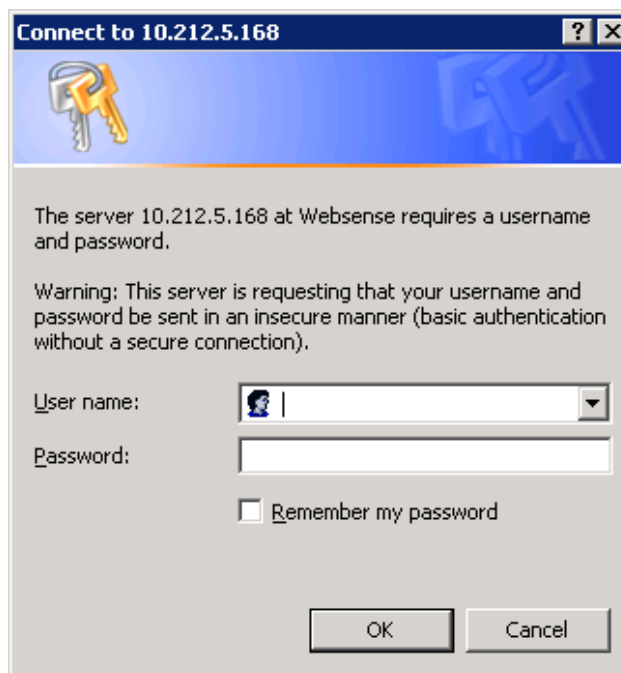 Connect to 10.212.5.168
The server 10.212.5.168 at Websense requires a username
and password.
Warning: This server is requesting that your username and
password be sent in an insecure manner (basic authentication
without a secure connection).
User name:
Password:
Remember my password
OK Cancel